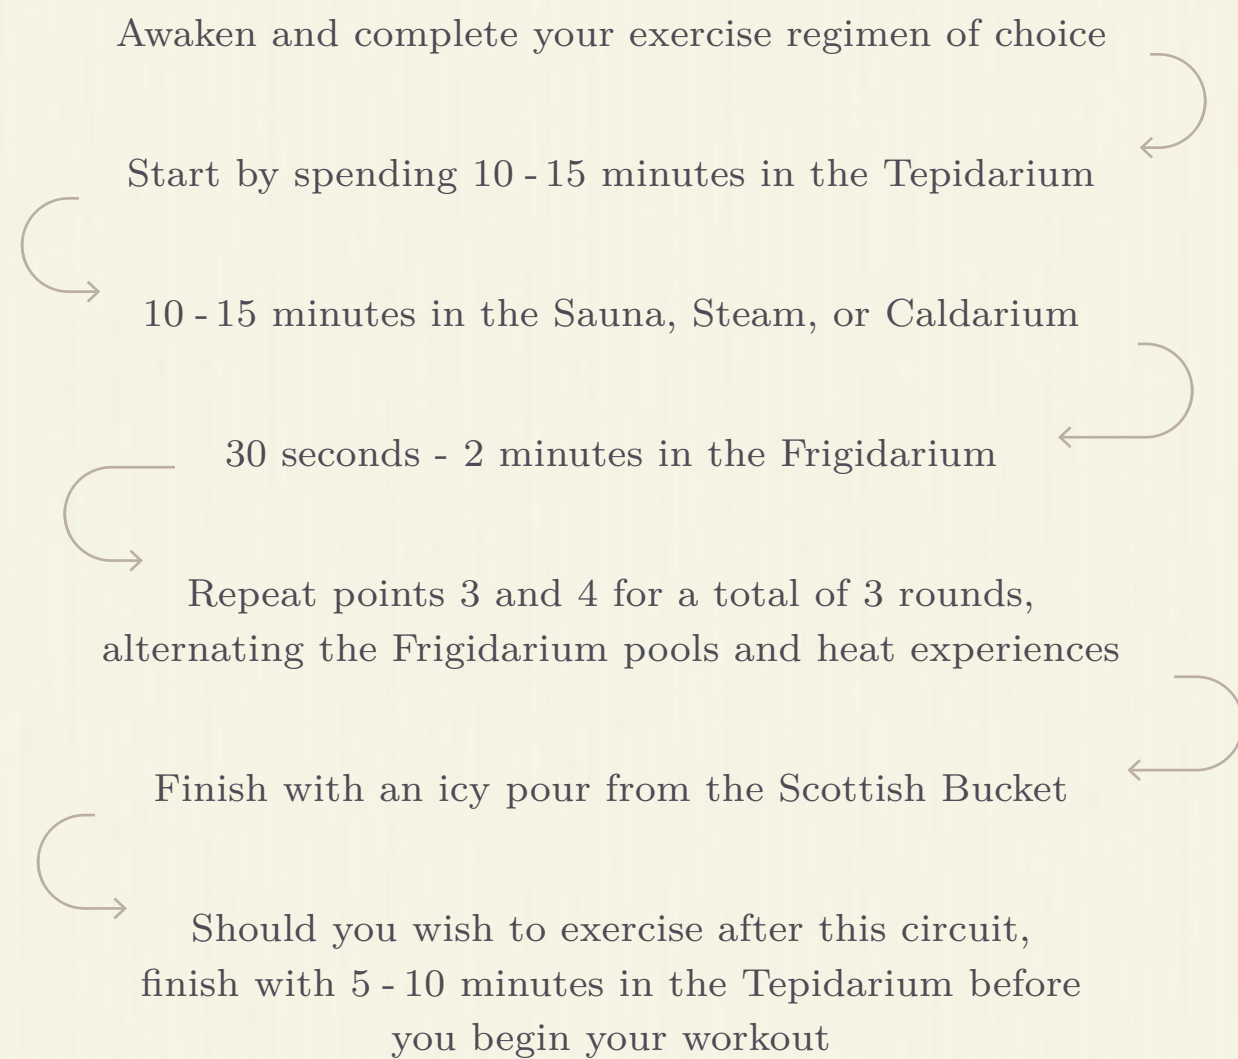 Awaken and complete your exercise regimen of choice
Start by spending 10 - 15 minutes in the Tepidarium
10 - 15 minutes in the Sauna, Steam, or Caldarium
30 seconds - 2 minutes in the Frigidarium
Repeat points 3 and 4 for a total of 3 rounds,
alternating the Frigidarium pools and heat experiences
Finish with an icy pour from the Scottish Bucket
Should you wish to exercise after this circuit,
finish with 5 - 10 minutes in the Tepidarium before
you begin your workout